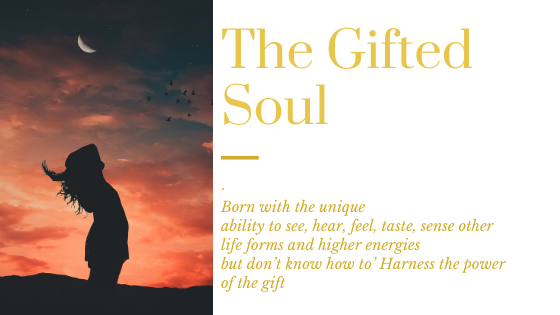 The Gifted
Soul
.
Born with the unique
ability to see, hear, feel, taste, sense other
life forms and higher energies
but don't know how to' Harness the power
of the gift